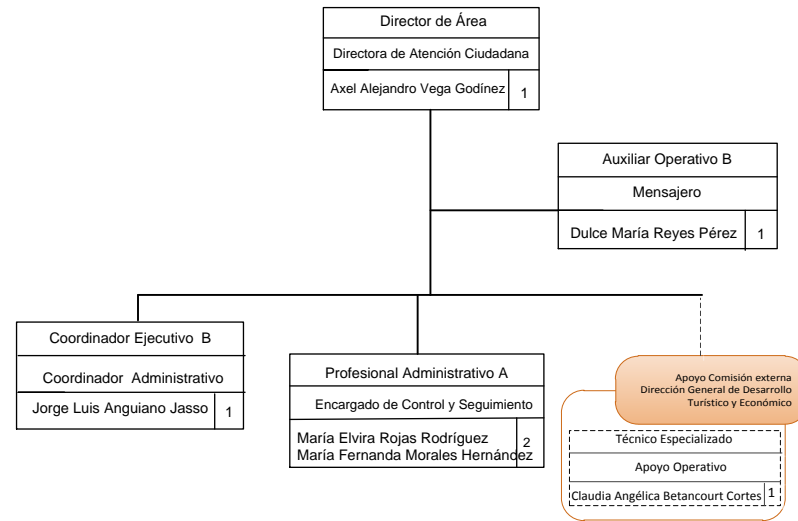 Director de Área
Directora de Atención Ciudadana
Axel Alejandro Vega Godínez 1
Auxiliar Operativo B
Mensajero
Dulce María Reyes Pérez 1
Coordinador Ejecutivo B
Coordinador Administrativo
Jorge Luis Anguiano Jasso 1
Profesional Administrativo A
Encargado de Control y Seguimiento
María Elvira Rojas Rodríguez 2
María Fernanda Morales Hernández
Apoyo Comisión externa
Dirección General de Desarrollo
Turístico y Económico
Técnico Especializado
Apoyo Operativo
Claudia Angélica Betancourt Cortes 1